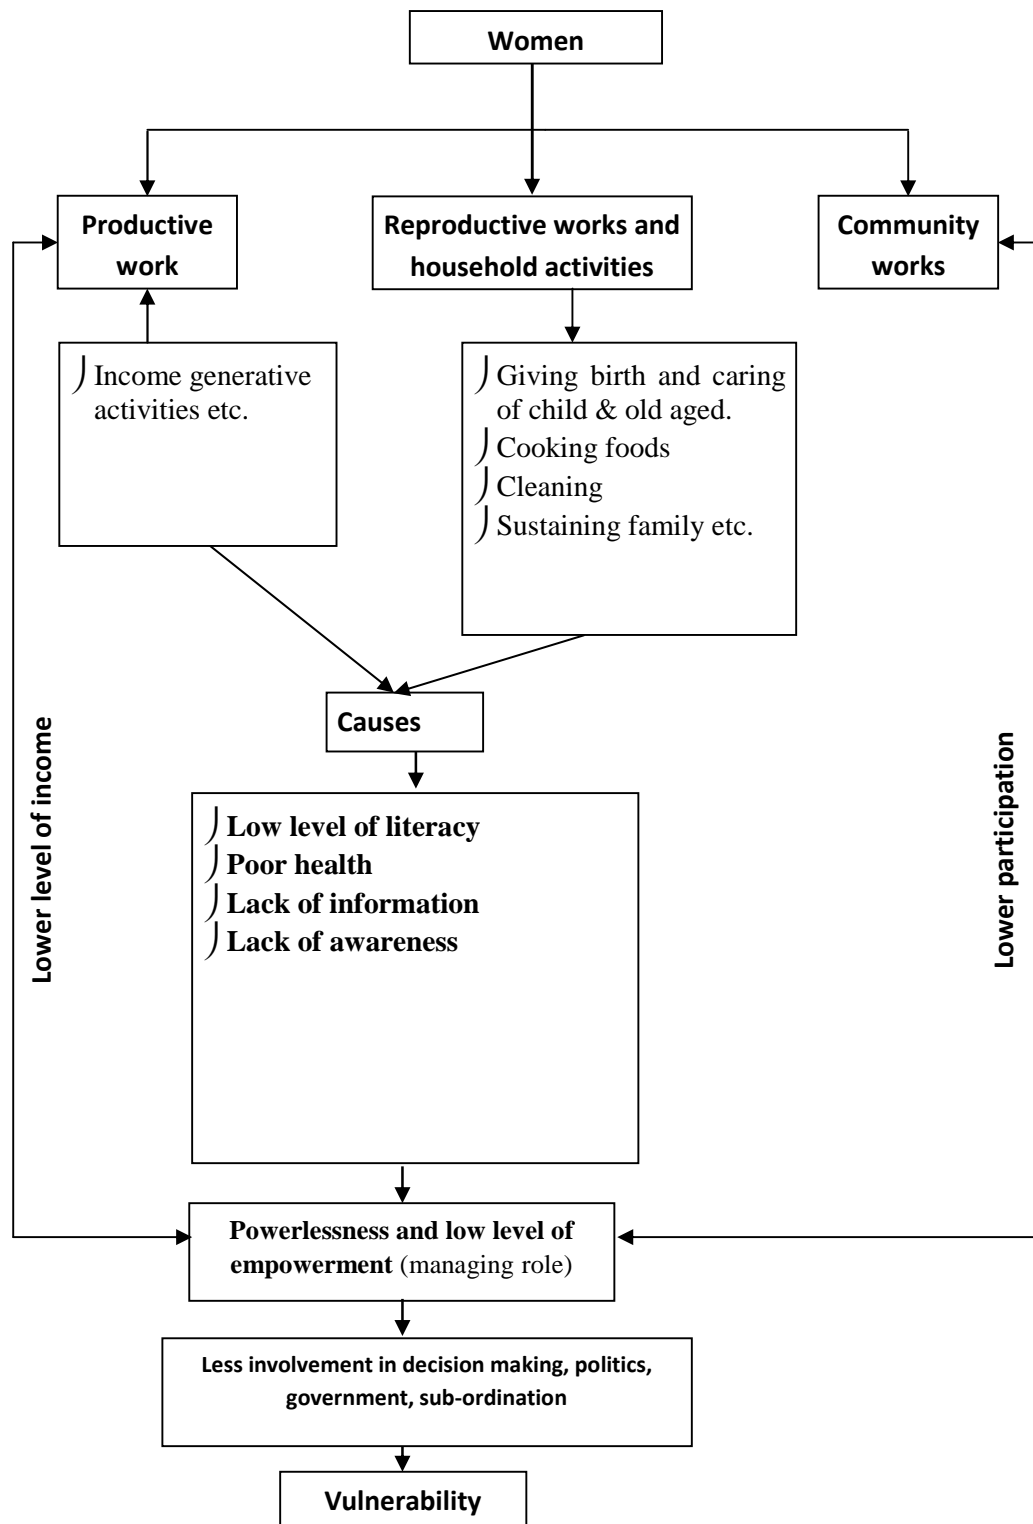 Women
Productive
work
Reproductive works and
household activities
Community
works
Income generative
activities etc.
Giving birth and caring
of child & old aged.
Cooking foods
Cleaning
Sustaining family etc.
Causes
Lower level of income
Lower participation
Low level of literacy
Poor health
Lack of information
Lack of awareness
Powerlessness and low level of
empowerment (managing role)
Less involvement in decision making, politics,
government, sub-ordination
Vulnerability